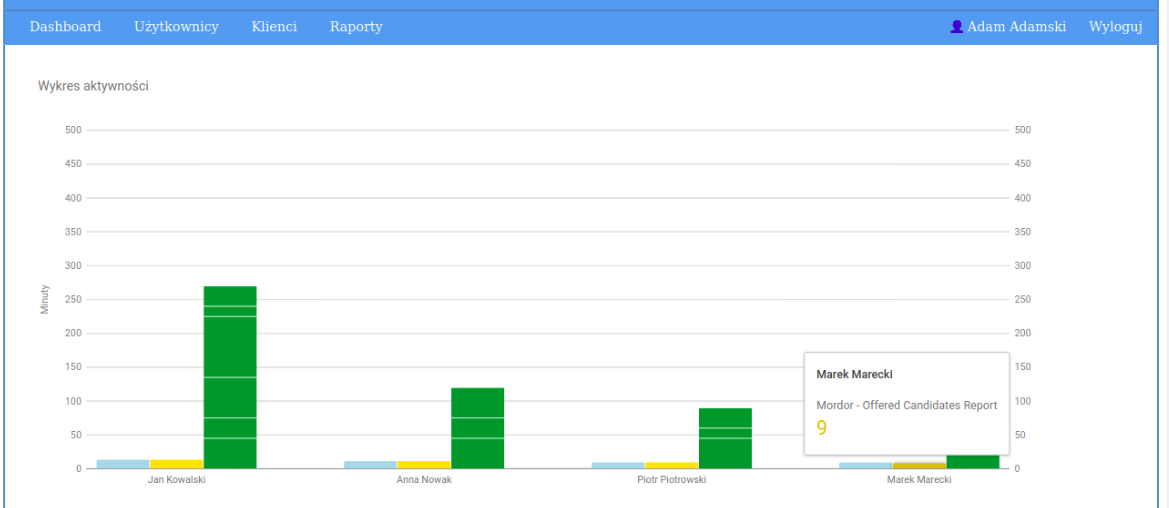 Dashboard Użytkownicy Klienci Raporty Adam Adamski Wyloguj
Wykres aktywności
500 500
450 450
400 400
350 350
300 300
250 250
200 200
150 150
100 100
50 50
0 0
Minuty
Marek Marecki
Mordor - Offered Candidates Report
9
Jan Kowalski Anna Nowak Piotr Piotrowski Marek Marecki